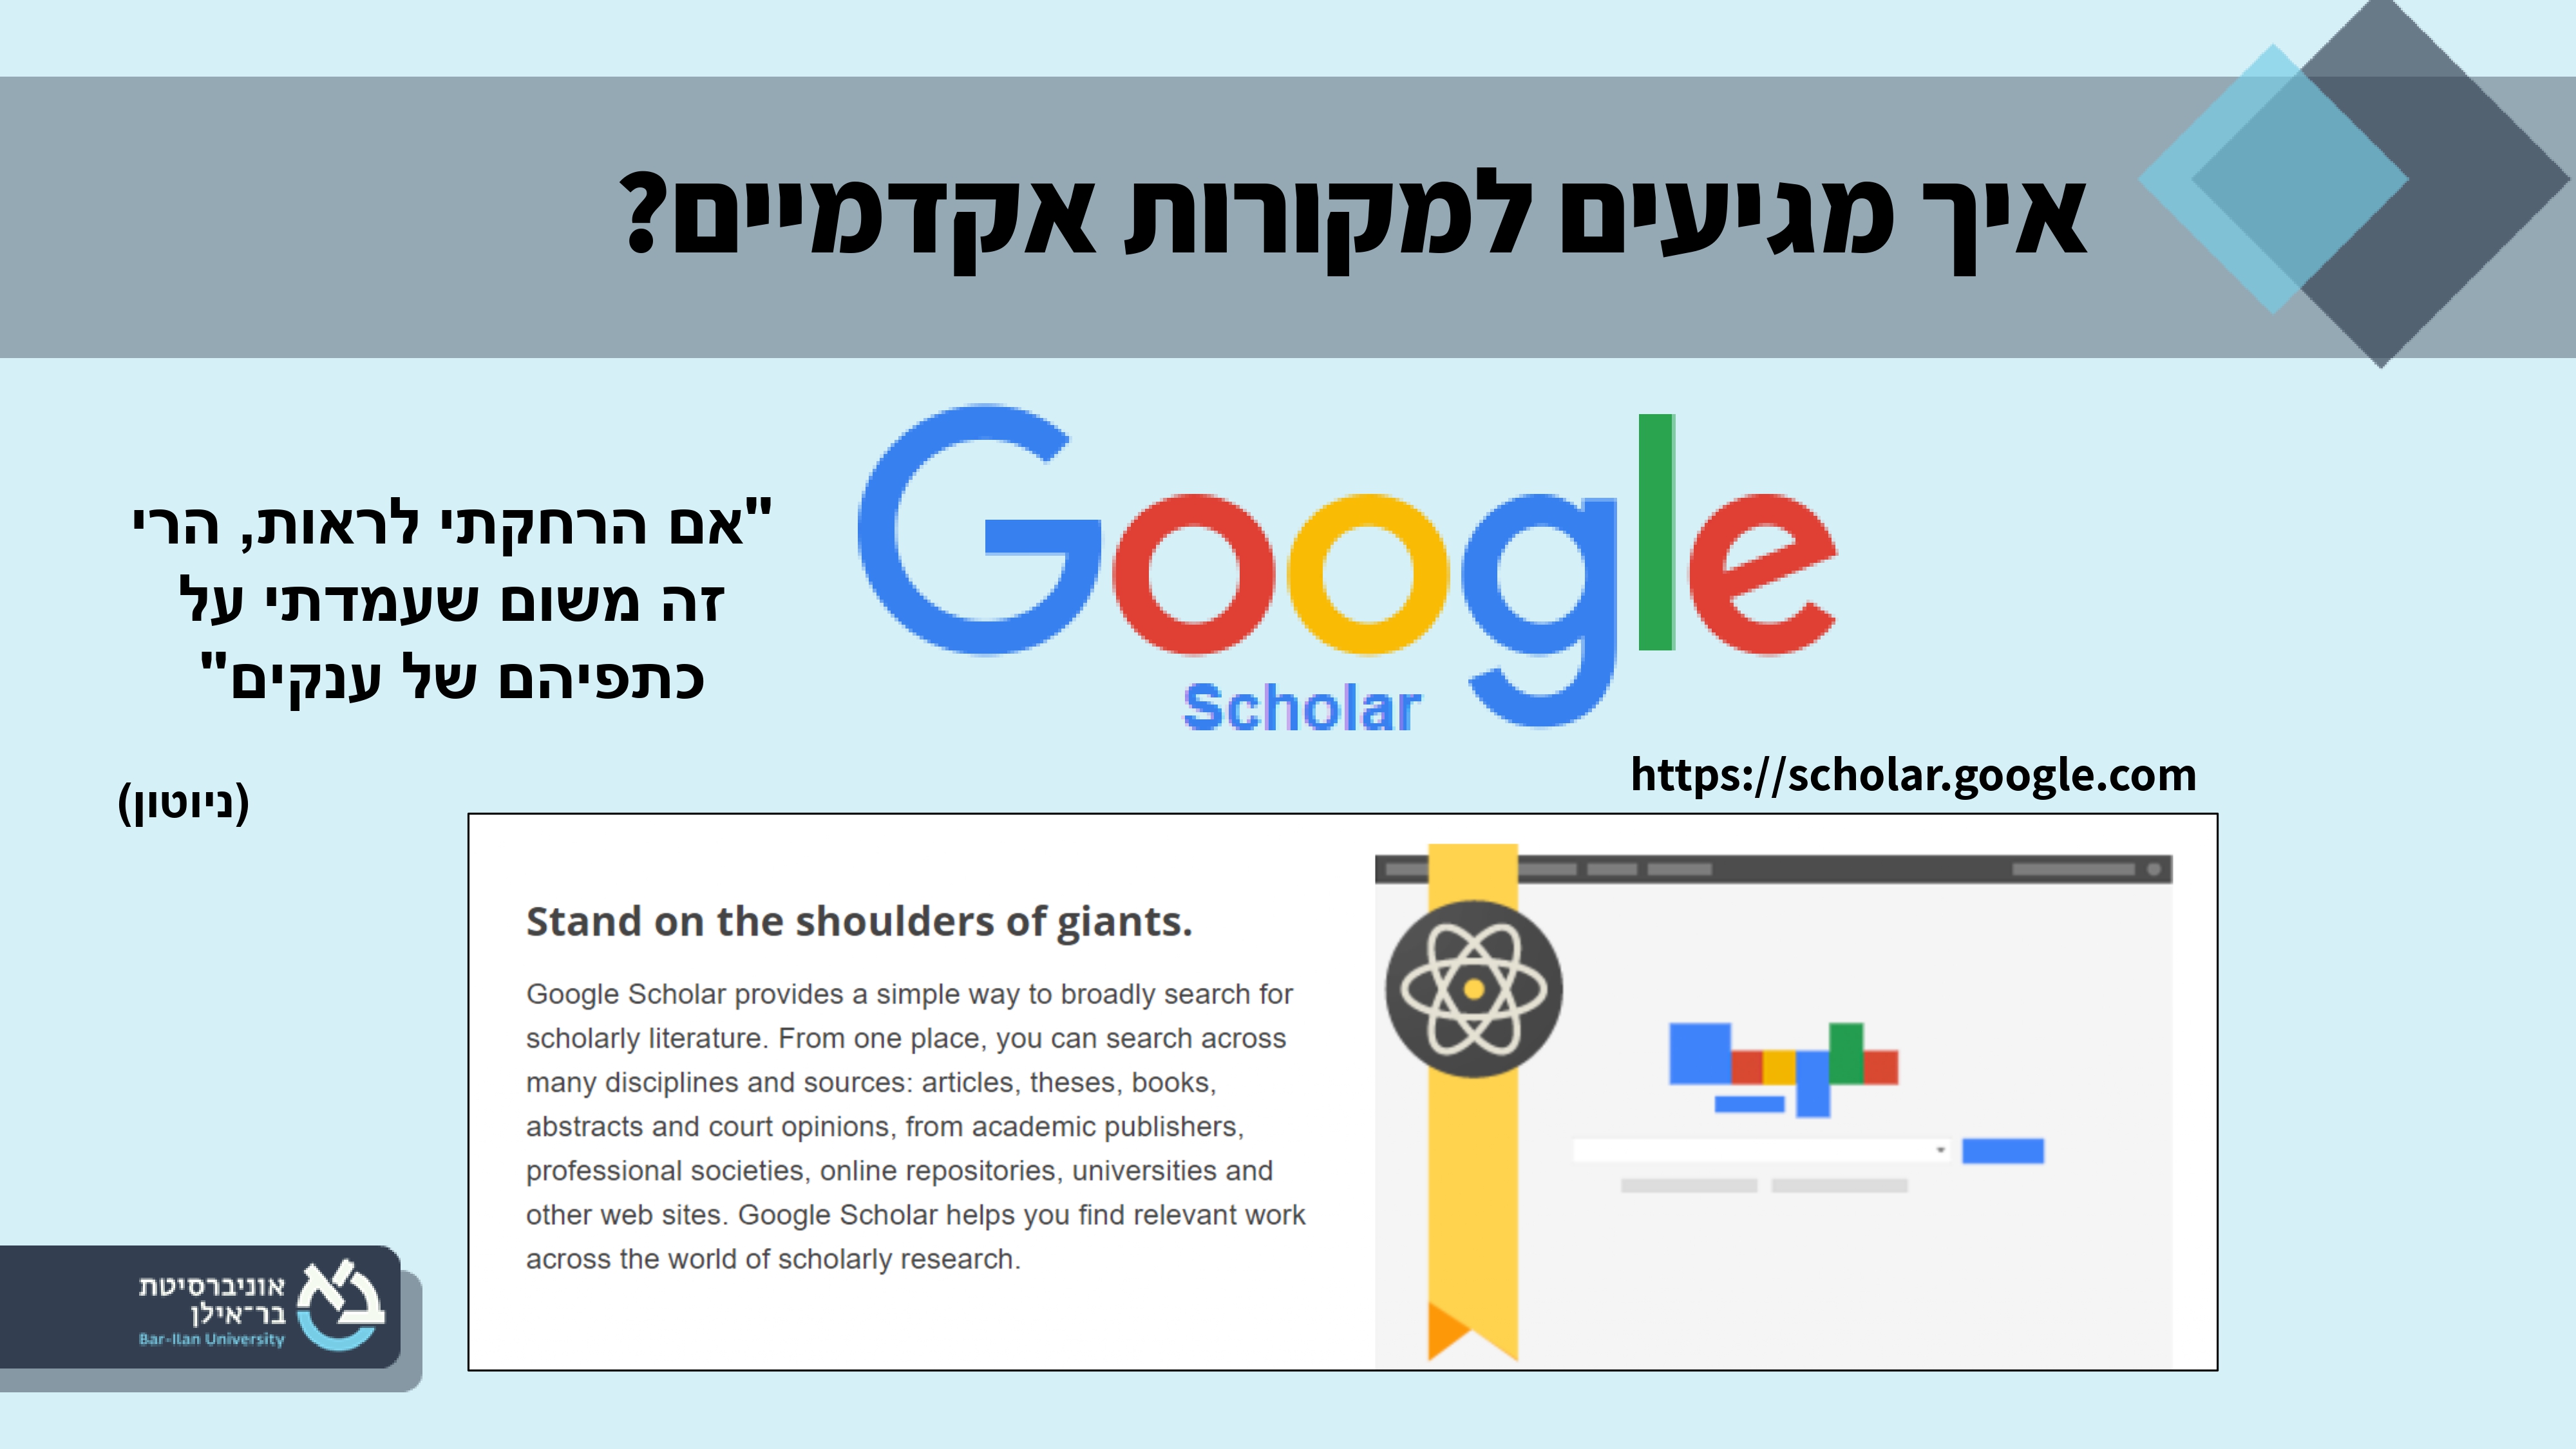 איך מגיעים למקורות אקדמיים?
Google
Scholar
"אם הרחקתי לראות, הרי
זה משום שעמדתי על
כתפיהם של ענקים"
(ניוטון)
https://scholar.google.com
Stand on the shoulders of giants.
Google Scholar provides a simple way to broadly search for
scholarly literature. From one place, you can search across
many disciplines and sources: articles, theses, books,
abstracts and court opinions, from academic publishers,
professional societies, online repositories, universities and
other web sites. Google Scholar helps you find relevant work
across the world of scholarly research.
אוניברסיטת
בר־אילן
Bar-Ilan University